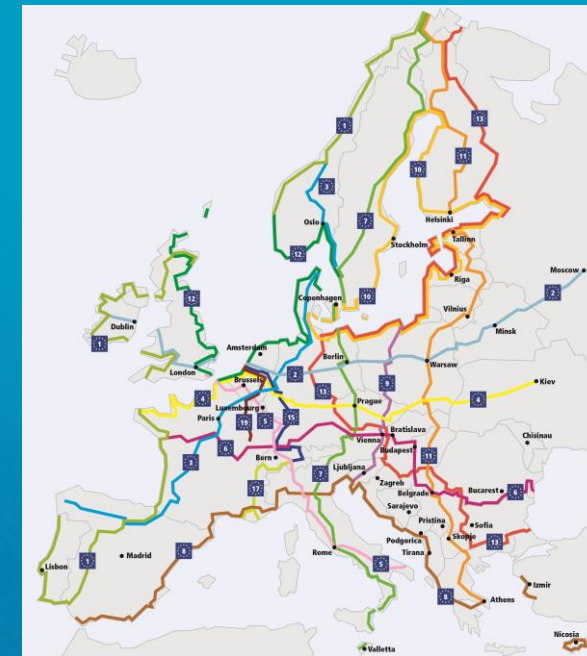 1
13
3
11
10
7
Oslo
Helsinki
12
Stockholm
Tallinn
12
Riga
Moscow
2
1
Dublin
Copenhagen
10
Vilnius
Minsk
Amsterdam
Berlin
London
2
Warsaw
Brussels
13
9
4
Prague
4
Kiev
Luxembourg
Paris
19
5
15
Bratislava
Vienna
Chisinau
6
Budapest
Bern
11
3
7
Ljubljana
17
Zagreb
Belgrade
Bucarest
6
Sarajevo
Pristina
Sofia
Podgorica
Skopje
13
1
Madrid
8
Rome
Tirana
Lisbon
5
Izmir
8
Athens
Nicosia
Valletta